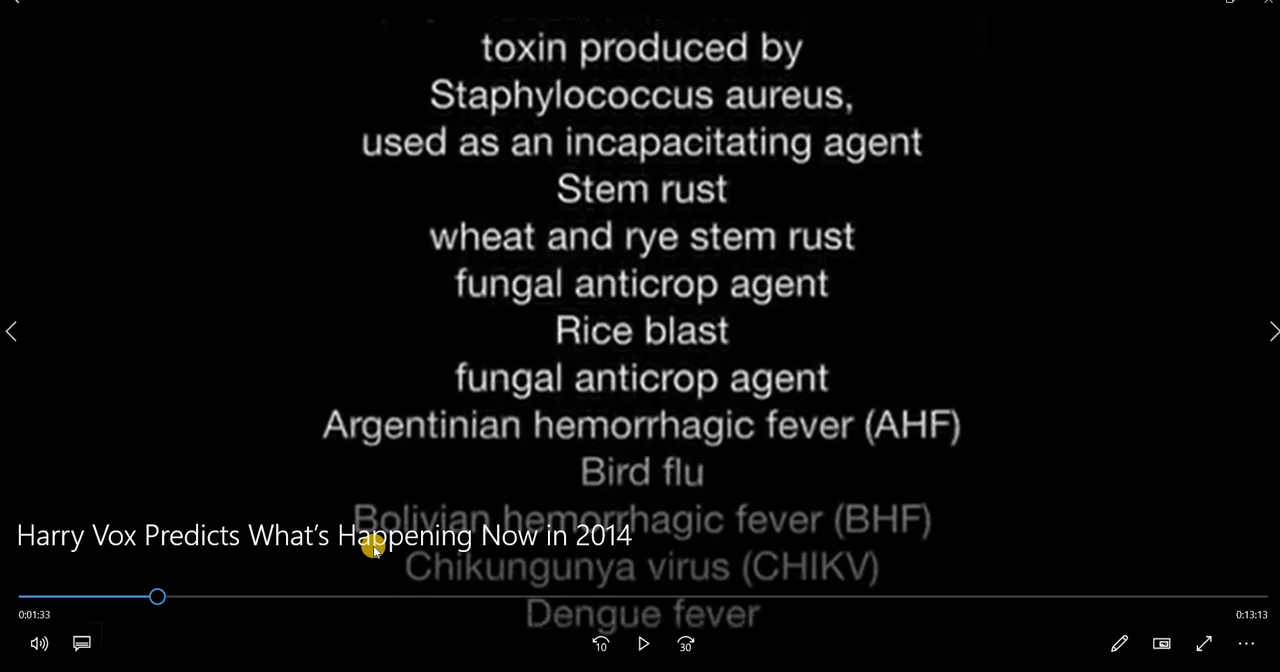 toxin produced by
Staphylococcus aureus,
used as an incapacitating agent
Stem rust
wheat and rye stem rust
fungal anticrop agent
Rice blast
fungal anticrop agent
Argentinian hemorrhagic fever (AHF)
Bird flu
Bolivian hemorrhagic fever (BHF)
Harry Vox Predicts What's Happening Now in 2014
Chikungunya virus (CHIKV)
Dengue fever
0:01:33
0:13:13
10
30